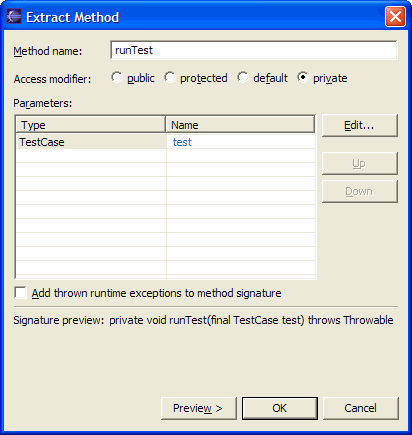 Extract Method
Method name: runTest
Access modifier: public protected default private
Parameters:
Type Name
TestCase test
Edit...
Up
Down
Add thrown runtime exceptions to method signature
Signature preview: private void runTest(final TestCase test) throws Throwable
Preview > OK Cancel